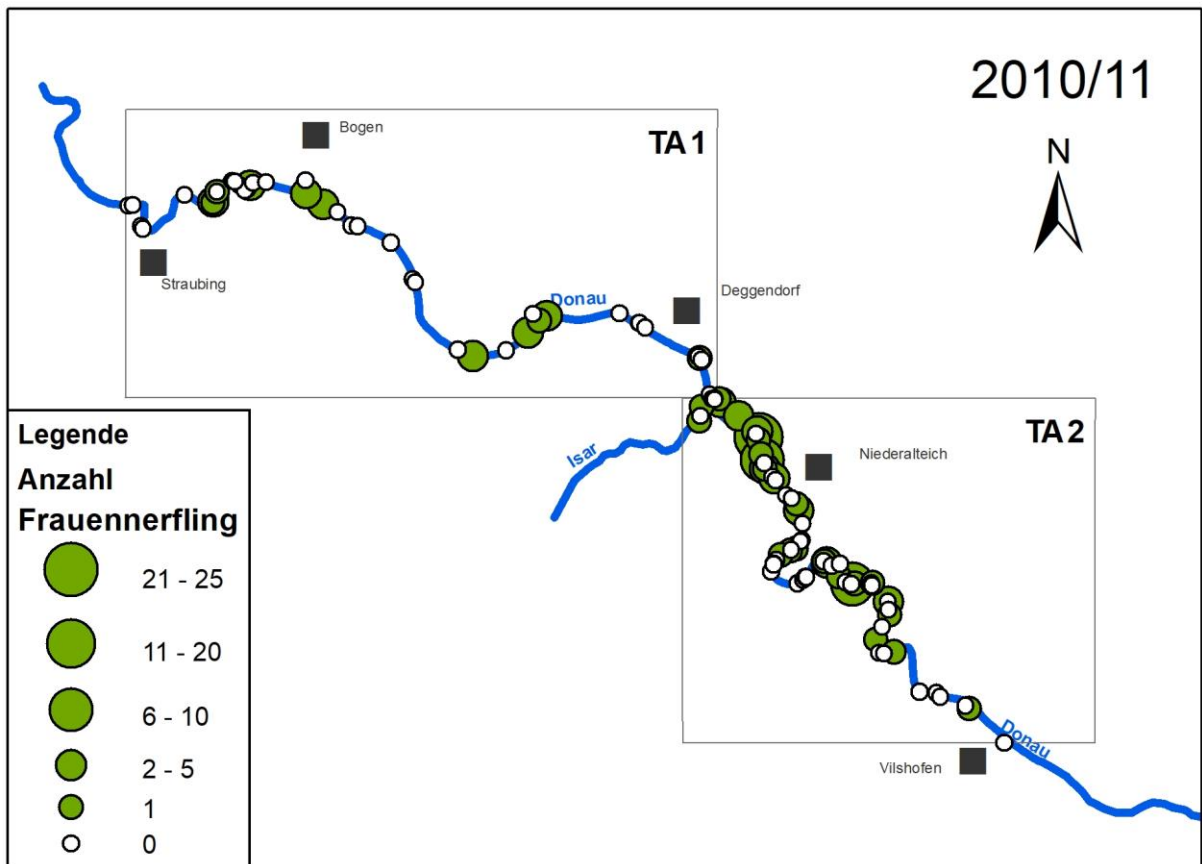 2010/11
N
TA 1
Bogen
Straubing
Donau
Deggendorf
Isar
TA 2
Niederalteich
Donau
Vilshofen
Legende
Anzahl
Frauennerfling
21 - 25
11 - 20
6 - 10
2 - 5
1
0